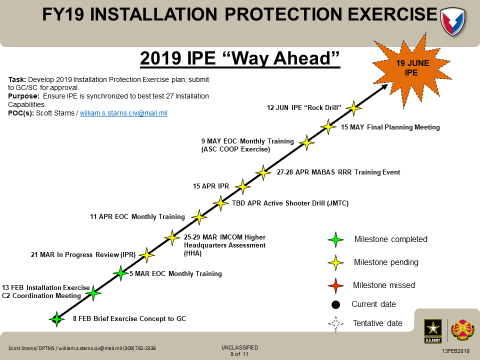 FY19 INSTALLATION PROTECTION EXERCISE
2019 IPE “Way Ahead”
Task: Develop 2019 Installation Protection Exercise plan; submit
to GC/SC for approval.
Purpose: Ensure IPE is synchronized to best test 27 Installation
Capabilities.
POC(s): Scott Starns / william.s.starns.civ@mail.mil
19 JUNE
IPE
12 JUN IPE “Rock Drill”
15 MAY Final Planning Meeting
9 MAY EOC Monthly Training
(ASC COOP Exercise)
27-28 APR MABAS RRR Training Event
15 APR IPR
TBD APR Active Shooter Drill (JMTC)
11 APR EOC Monthly Training
25-29 MAR IMCOM Higher
Headquarters Assessment
(HHA)
21 MAR In Progress Review (IPR)
5 MAR EOC Monthly Training
13 FEB Installation Exercise
C2 Coordination Meeting
8 FEB Brief Exercise Concept to GC
Milestone completed
Milestone pending
Milestone missed
Current date
Tentative date
Scott Starns/ DPTMS / william.s.starns.civ@mail.mil (309) 782-2336
UNCLASSIFIED
9 of 11
U.S. ARMY
13FEB2019